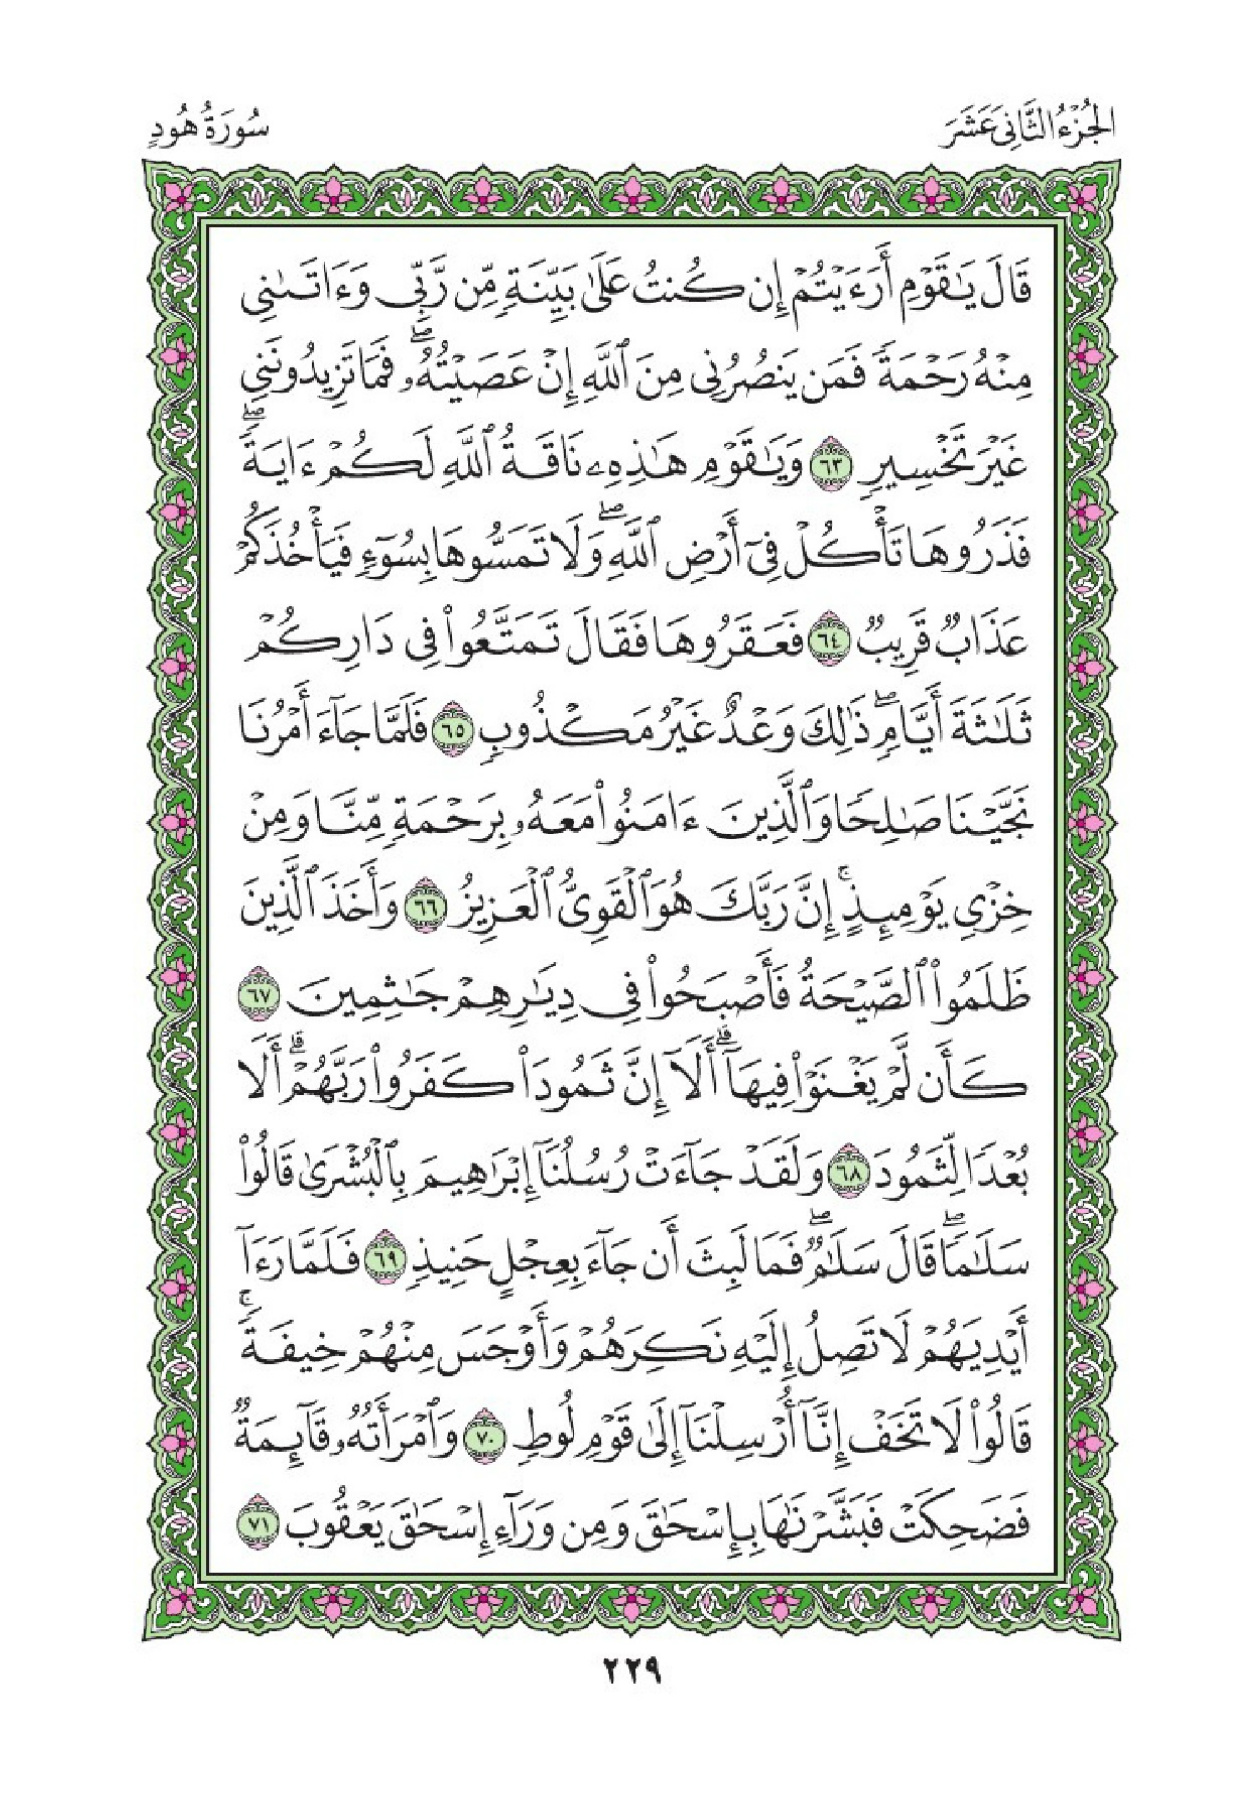 الجُزْءُ الثَّانِيَ عَشَرَ
سُورَةُ هُودٍ
قَالَ يَٰقَوْمِ أَرَءَيْتُمْ إِن كُنتُ عَلَىٰ بَيِّنَةٍ مِّن رَّبِّى وَءَاتَىٰنِى
مِنْهُ رَحْمَةً فَمَن يَنصُرُنِى مِنَ ٱللَّهِ إِنْ عَصَيْتُهُۥۖ فَمَا تَزِيدُونَنِى
غَيْرَ تَخْسِيرٍ ٦٣ وَيَٰقَوْمِ هَٰذِهِۦ نَاقَةُ ٱللَّهِ لَكُمْ ءَايَةًۖ
فَذَرُوهَا تَأْكُلْ فِىٓ أَرْضِ ٱللَّهِۖ وَلَا تَمَسُّوهَا بِسُوٓءٍ فَيَأْخُذَكُمْ
عَذَابٌ قَرِيبٌ ٦٤ فَعَقَرُوهَا فَقَالَ تَمَتَّعُوا۟ فِى دَارِكُمْ
ثَلَٰثَةَ أَيَّامٍۖ ذَٰلِكَ وَعْدٌ غَيْرُ مَكْذُوبٍ ٦٥ فَلَمَّا جَآءَ أَمْرُنَا
نَجَّيْنَا صَٰلِحًا وَٱلَّذِينَ ءَامَنُوا۟ مَعَهُۥ بِرَحْمَةٍ مِّنَّا وَمِنْ
خِزْىِ يَوْمِئِذٍۚ إِنَّ رَبَّكَ هُوَ ٱلْقَوِىُّ ٱلْعَزِيزُ ٦٦ وَأَخَذَ ٱلَّذِينَ
ظَلَمُوا۟ ٱلصَّيْحَةُ فَأَصْبَحُوا۟ فِى دِيَٰرِهِمْ جَٰثِمِينَ ٦٧
كَأَن لَّمْ يَغْنَوْا۟ فِيهَآۗ أَلَآ إِنَّ ثَمُودَا۟ كَفَرُوا۟ رَبَّهُمْۗ أَلَا
بُعْدًا لِّثَمُودَ ٦٨ وَلَقَدْ جَآءَتْ رُسُلُنَآ إِبْرَٰهِيمَ بِٱلْبُشْرَىٰ قَالُوا۟
سَلَٰمًاۖ قَالَ سَلَٰمٌۖ فَمَا لَبِثَ أَن جَآءَ بِعِجْلٍ حَنِيذٍ ٦٩ فَلَمَّا رَءَآ
أَيْدِيَهُمْ لَا تَصِلُ إِلَيْهِ نَكِرَهُمْ وَأَوْجَسَ مِنْهُمْ خِيفَةًۚ
قَالُوا۟ لَا تَخَفْ إِنَّآ أُرْسِلْنَآ إِلَىٰ قَوْمِ لُوطٍ ٧٠ وَٱمْرَأَتُهُۥ قَآئِمَةٌ
فَضَحِكَتْ فَبَشَّرْنَٰهَا بِإِسْحَٰقَ وَمِن وَرَآءِ إِسْحَٰقَ يَعْقُوبَ ٧١
٢٢٩